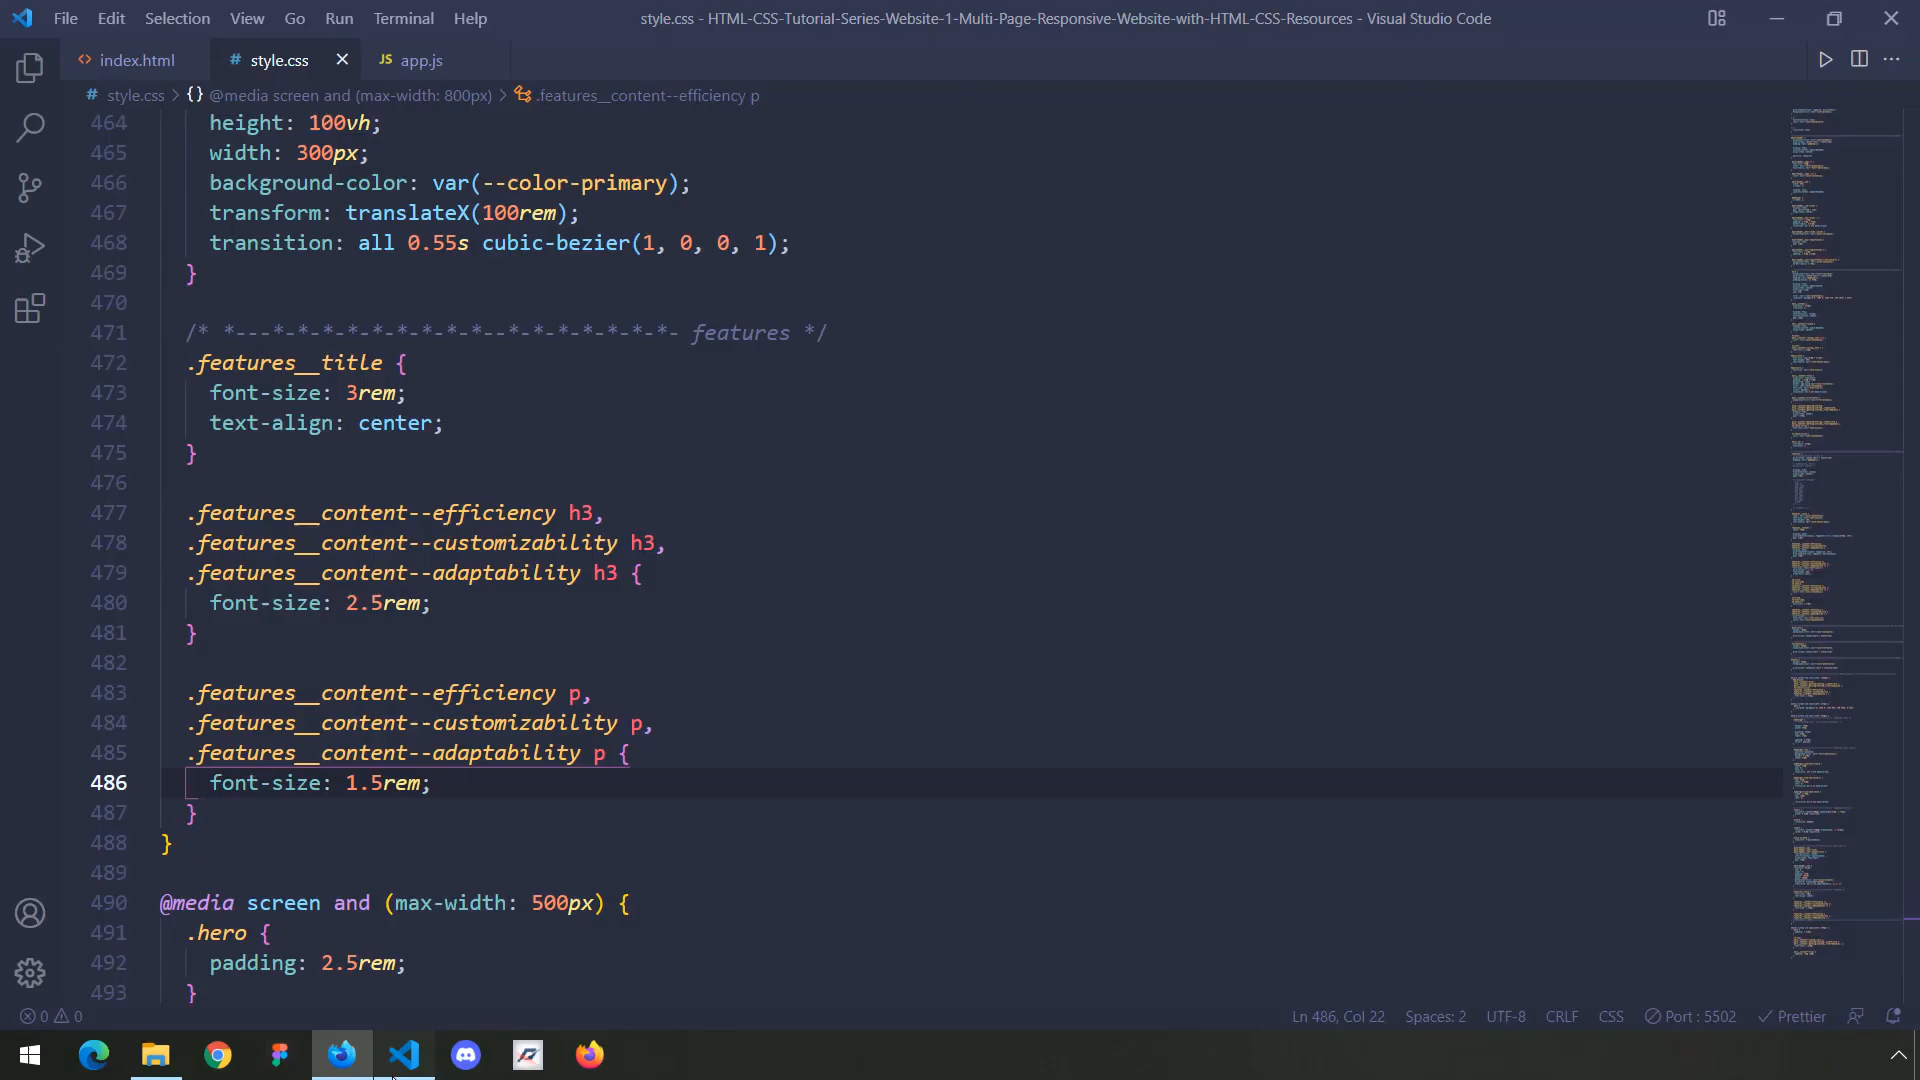 File Edit Selection View Go Run Terminal Help
style.css - HTML-CSS-Tutorial-Series-Website-1-Multi-Page-Responsive-Website-with-HTML-CSS-Resources - Visual Studio Code
<> index.html # style.css JS app.js
# style.css > {} @media screen and (max-width: 800px) > .features__content--efficiency p
464 height: 100vh;
465 width: 300px;
466 background-color: var(--color-primary);
467 transform: translateX(100rem);
468 transition: all 0.55s cubic-bezier(1, 0, 0, 1);
469 }
470
471 /* *---*-*-*-*-*-*-*-*-*--*-*-*-*-*-*-*- features */
472 .features__title {
473 font-size: 3rem;
474 text-align: center;
475 }
476
477 .features__content--efficiency h3,
478 .features__content--customizability h3,
479 .features__content--adaptability h3 {
480 font-size: 2.5rem;
481 }
482
483 .features__content--efficiency p,
484 .features__content--customizability p,
485 .features__content--adaptability p {
486 font-size: 1.5rem;
487 }
488 }
489
490 @media screen and (max-width: 500px) {
491 .hero {
492 padding: 2.5rem;
493 }
0 0 Ln 486, Col 22 Spaces: 2 UTF-8 CRLF CSS Port : 5502 Prettier